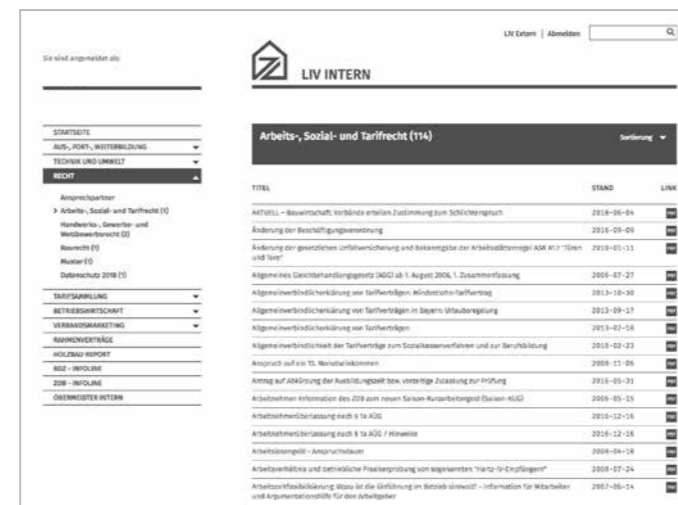 LIV Extern | Abmelden
Sie sind angemeldet als:
LIV INTERN
STARTSEITE
AUS-, FORT-, WEITERBILDUNG
TECHNIK UND UMWELT
RECHT
Ansprechpartner
> Arbeits-, Sozial- und Tarifrecht (1)
Handwerks-, Gewerbe- und
Wettbewerbsrecht (2)
Baurecht (1)
Muster (1)
Datenschutz 2018 (1)
TARIFSAMMLUNG
BETRIEBSWIRTSCHAFT
VERBANDSMARKETING
RAHMENVERTRÄGE
HOLZBAU REPORT
BDZ - INFOLINE
ZDB - INFOLINE
OBERMEISTER INTERN
Arbeits-, Sozial- und Tarifrecht (114)
Sortierung
TITEL STAND LINK
AKTUELL – Bauwirtschaft: Verbände erteilen Zustimmung zum Schlichterspruch 2018-06-04
Änderung der Beschäftigungsverordnung 2016-09-09
Änderung der gesetzlichen Unfallversicherung und Bekanntgabe der Arbeitsstättenregel ASR A1.7 "Türen 2010-01-11
und Tore"
Allgemeines Gleichbehandlungsgesetz (AGG) ab 1. August 2006, 1. Zusammenfassung 2006-07-27
Allgemeinverbindlicherklärung von Tarifverträgen: Mindestlohn-Tarifvertrag 2013-10-30
Allgemeinverbindlicherklärung von Tarifverträgen in Bayern: Urlaubsregelung 2013-09-17
Allgemeinverbindlicherklärung von Tarifverträgen 2013-02-18
Allgemeinverbindlichkeit der Tarifverträge zum Sozialkassenverfahren und zur Berufsbildung 2010-02-23
Anspruch auf ein 13. Monatseinkommen 2008-11-06
Antrag auf Abkürzung der Ausbildungszeit bzw. vorzeitige Zulassung zur Prüfung 2016-05-31
Arbeitnehmer-Information des ZDB zum neuen Saison-Kurzarbeitergeld (Saison-KUG) 2006-05-15
Arbeitnehmerüberlassung nach § 1a AÜG 2016-12-16
Arbeitnehmerüberlassung nach § 1a AÜG / Hinweise 2016-12-16
Arbeitslosengeld - Anspruchsdauer 2008-04-18
Arbeitsverhältnis und betriebliche Praxiserprobung von sogenannten "Hartz-IV-Empfängern" 2008-07-24
Arbeitszeitflexibilisierung: Wozu ist die Einführung im Betrieb sinnvoll? - Information für Mitarbeiter 2007-06-14
und Argumentationshilfe für den Arbeitgeber